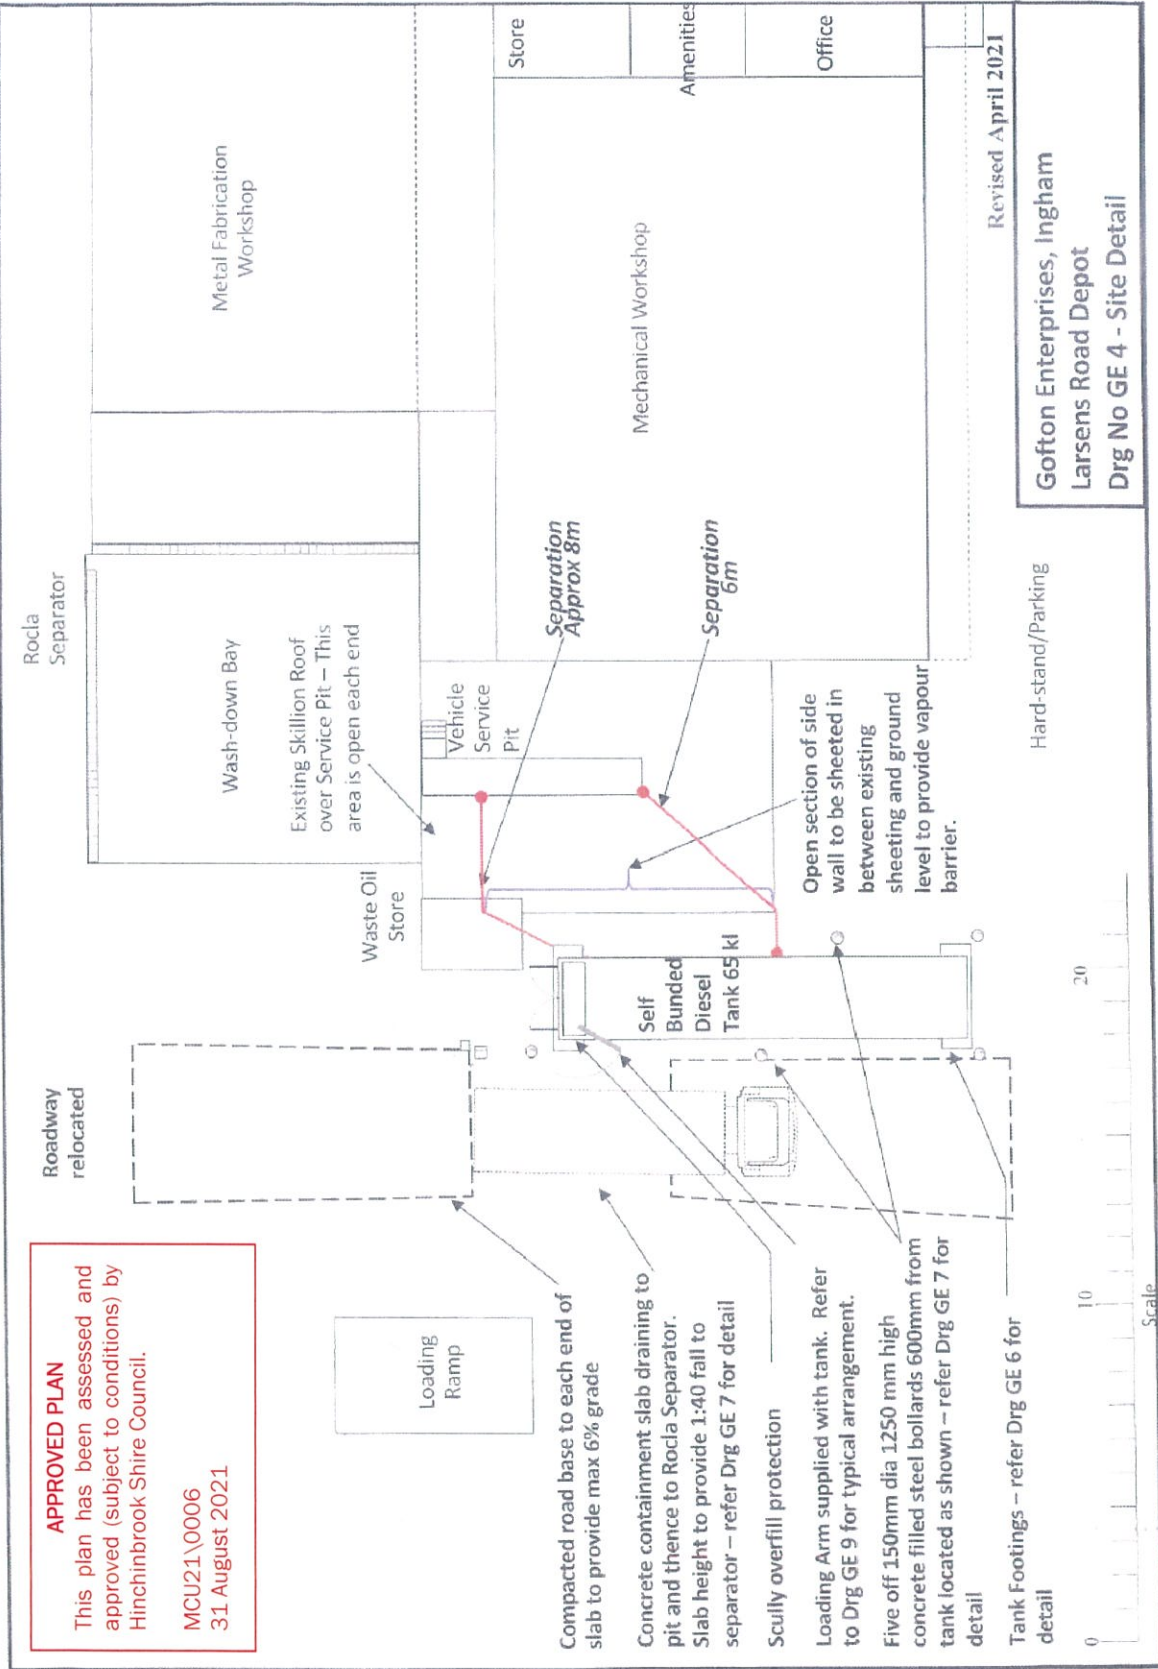 APPROVED PLAN
This plan has been assessed and
approved (subject to conditions) by
Hinchinbrook Shire Council.
MCU21\0006
31 August 2021
Roadway
relocated
Rocla
Separator
Loading
Ramp
Wash-down Bay
Metal Fabrication
Workshop
Existing Skillion Roof
over Service Pit – This
area is open each end
Waste Oil
Store
Vehicle
Service
Pit
Store
Amenities
Office
Mechanical Workshop
Separation
Approx 8m
Separation
6m
Self
Bunded
Diesel
Tank 65 kl
Open section of side
wall to be sheeted in
between existing
sheeting and ground
level to provide vapour
barrier.
Compacted road base to each end of
slab to provide max 6% grade
Concrete containment slab draining to
pit and thence to Rocla Separator.
Slab height to provide 1:40 fall to
separator – refer Drg GE 7 for detail
Scully overfill protection
Loading Arm supplied with tank. Refer
to Drg GE 9 for typical arrangement.
Five off 150mm dia 1250 mm high
concrete filled steel bollards 600mm from
tank located as shown – refer Drg GE 7 for
detail
Tank Footings – refer Drg GE 6 for
detail
Hard-stand/Parking
0
10
20
Scale
Revised April 2021
Gofton Enterprises, Ingham
Larsens Road Depot
Drg No GE 4 - Site Detail